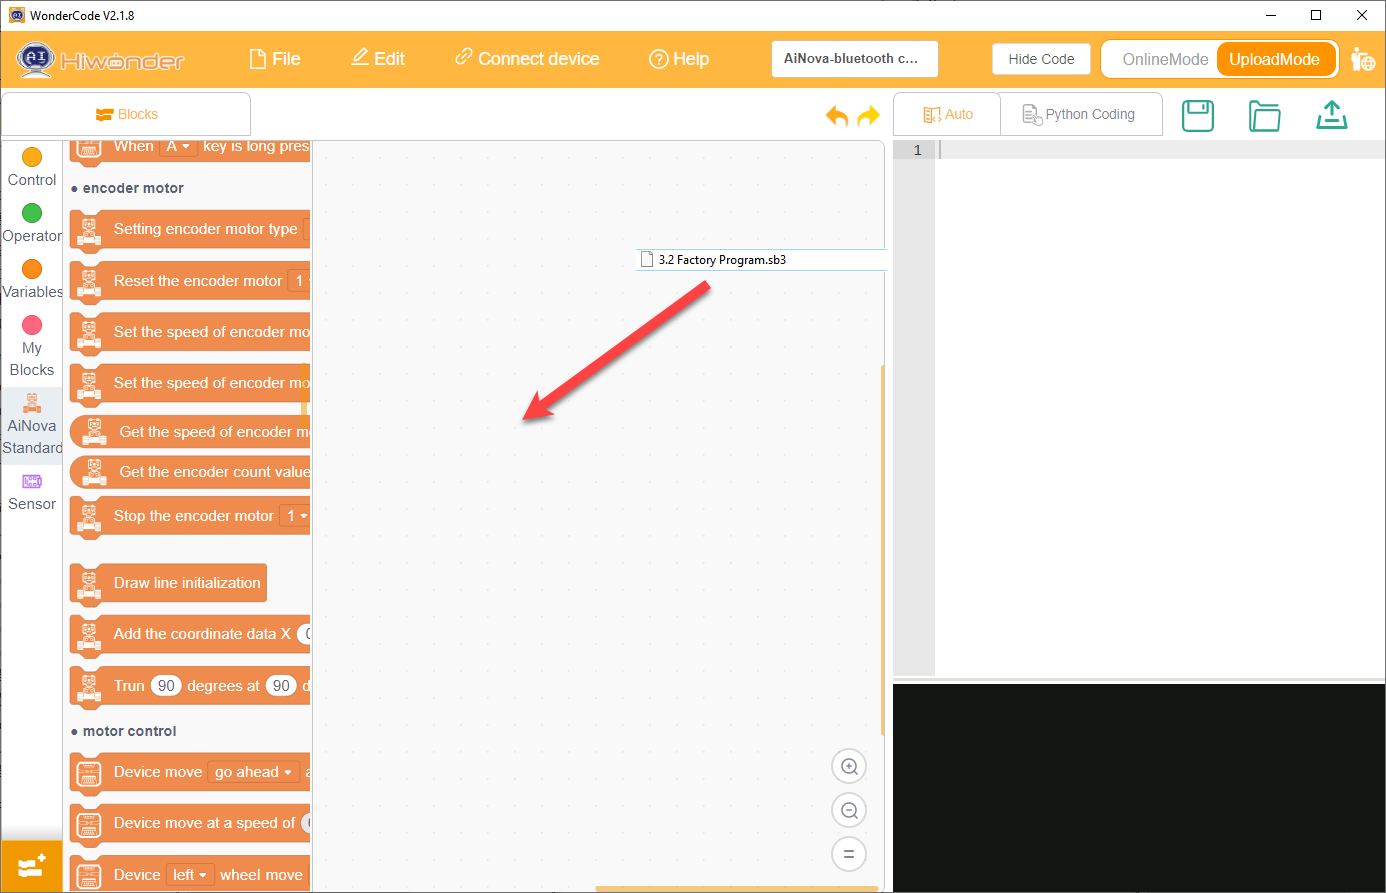 WonderCode V2.1.8
AI Hiwonder
File
Edit
Connect device
Help
AiNova-bluetooth c...
Hide Code
OnlineMode
UploadMode
Blocks
Auto
Python Coding
Control
Operator
Variables
My
Blocks
AiNova
Standard
Sensor
When A key is long pres
encoder motor
Setting encoder motor type
Reset the encoder motor 1
Set the speed of encoder mo
Set the speed of encoder mo
Get the speed of encoder m
Get the encoder count value
Stop the encoder motor 1
Draw line initialization
Add the coordinate data X 0
Trun 90 degrees at 90 d
motor control
Device move go ahead a
Device move at a speed of
Device left wheel move
3.2 Factory Program.sb3
1